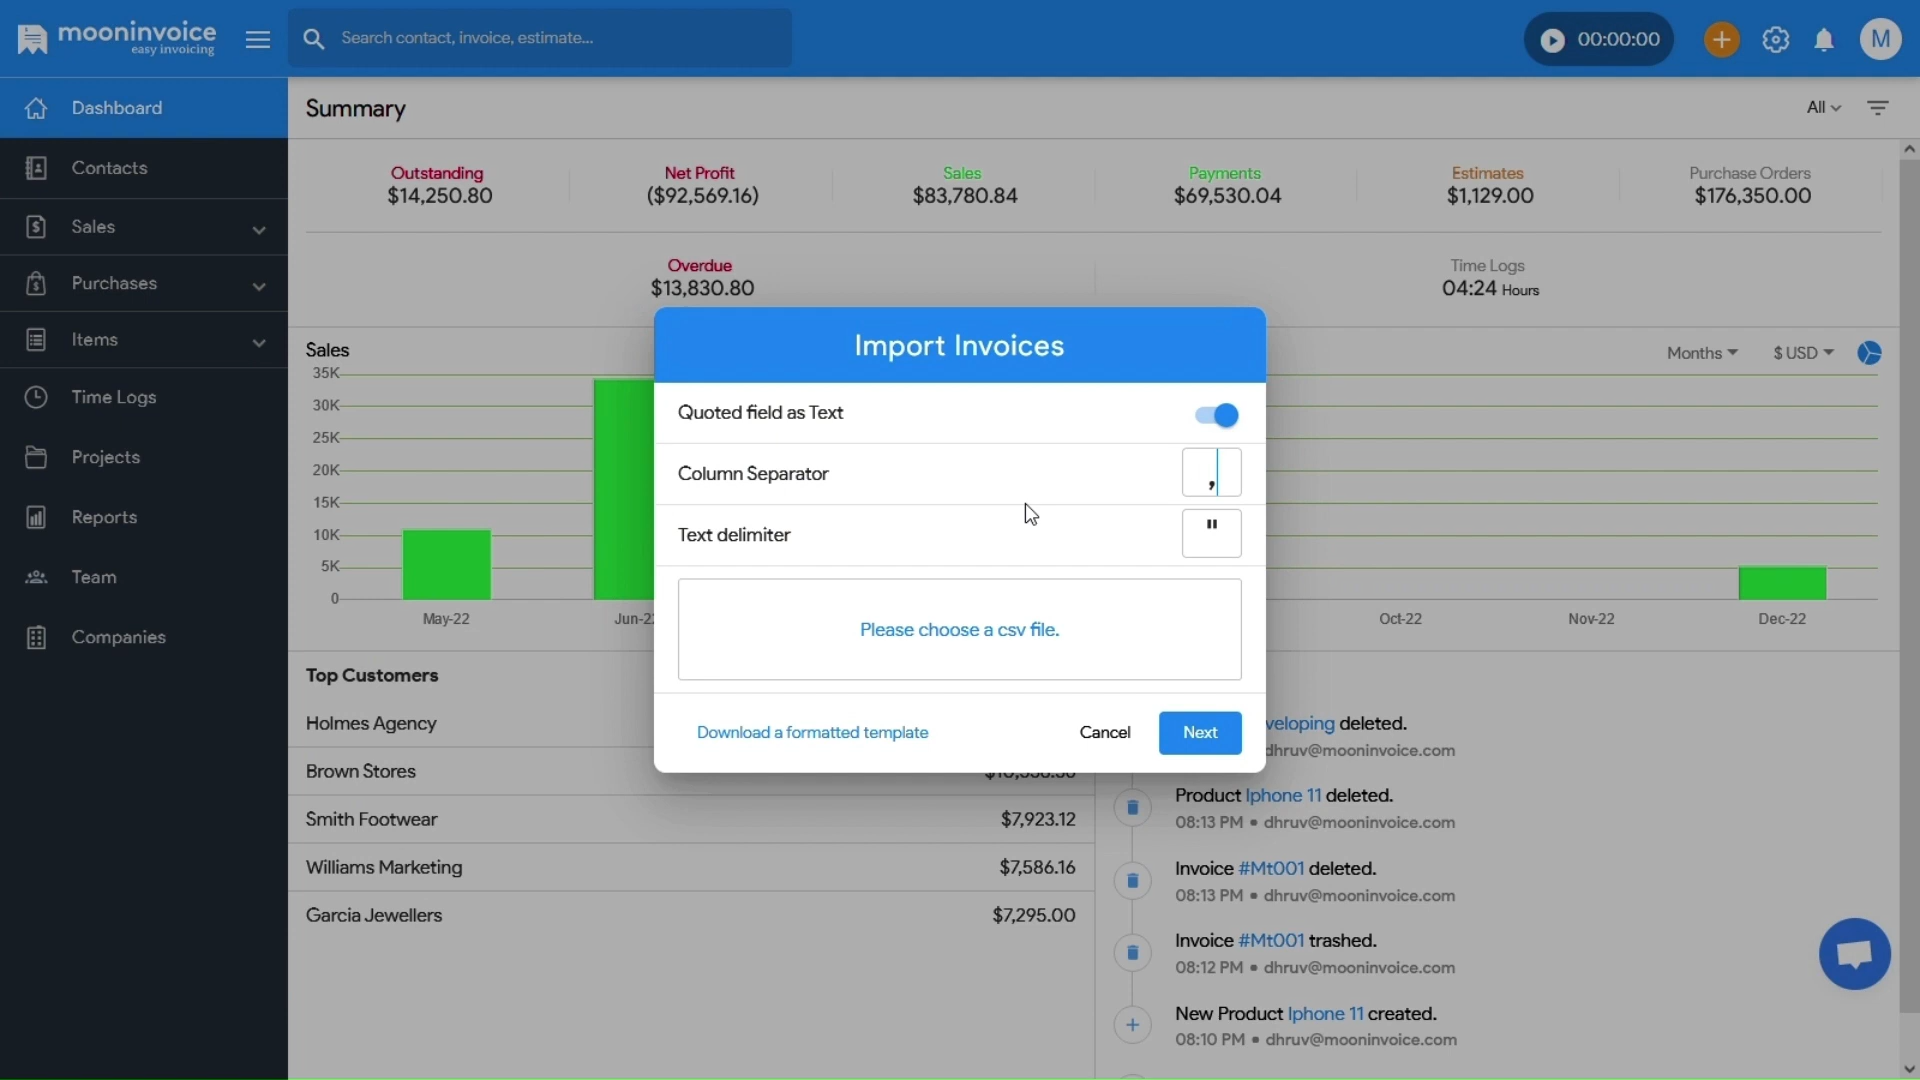 mooninvoice
easy invoicing
Search contact, invoice, estimate...
00:00:00
M
Dashboard
Contacts
Sales
Purchases
Items
Time Logs
Projects
Reports
Team
Companies
Summary
All
Outstanding
$14,250.80
Net Profit
($92,569.16)
Sales
$83,780.84
Payments
$69,530.04
Estimates
$1,129.00
Purchase Orders
$176,350.00
Overdue
$13,830.80
Time Logs
04:24 Hours
Sales
Months
$ USD
35K
30K
25K
20K
15K
10K
5K
0
May-22
Oct-22
Nov-22
Dec-22
Import Invoices
Quoted field as Text
Column Separator
,
Text delimiter
"
Please choose a csv file.
Download a formatted template
Cancel
Next
Top Customers
Holmes Agency
Brown Stores
Smith Footwear
$7,923.12
Williams Marketing
$7,586.16
Garcia Jewellers
$7,295.00
deleted.
dhruv@mooninvoice.com
Product Iphone 11 deleted.
08:13 PM • dhruv@mooninvoice.com
Invoice #Mt001 deleted.
08:13 PM • dhruv@mooninvoice.com
Invoice #Mt001 trashed.
08:12 PM • dhruv@mooninvoice.com
New Product Iphone 11 created.
08:10 PM • dhruv@mooninvoice.com